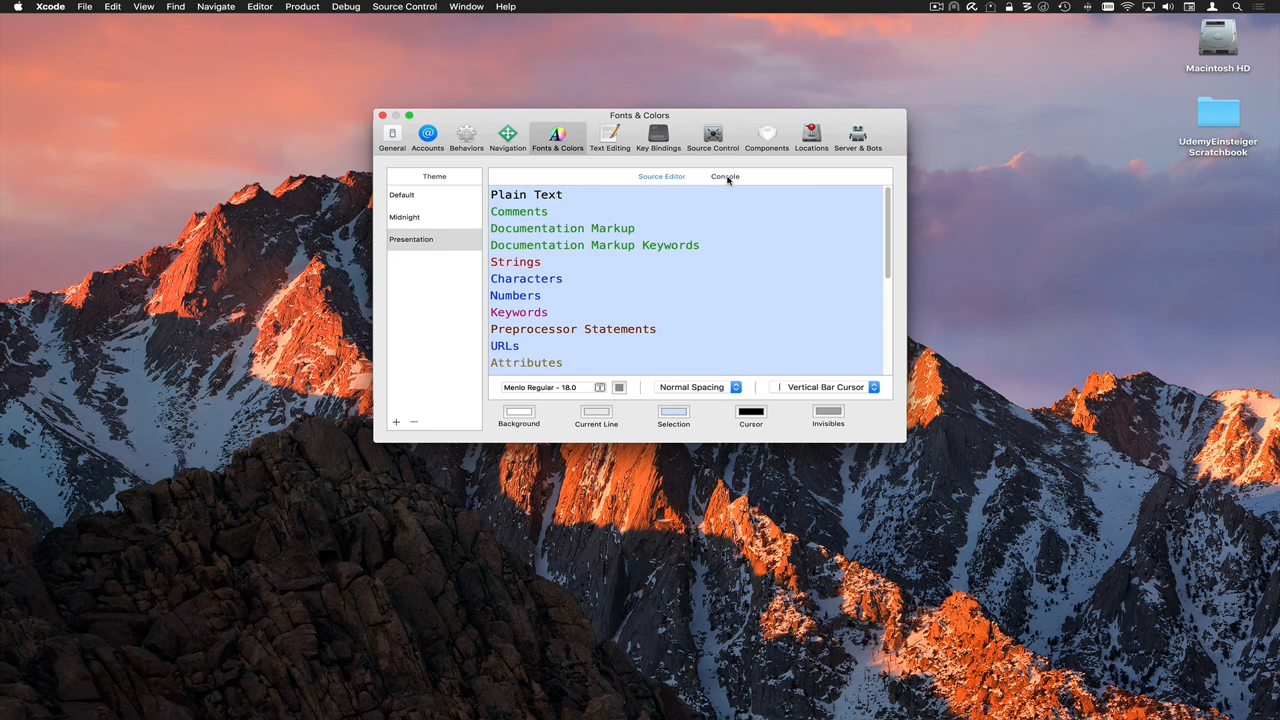 Xcode File Edit View Find Navigate Editor Product Debug Source Control Window Help
Macintosh HD
UdemyEinsteiger
Scratchbook
Fonts & Colors
General Accounts Behaviors Navigation Fonts & Colors Text Editing Key Bindings Source Control Components Locations Server & Bots
Theme
Default
Midnight
Presentation
Source Editor Console
Plain Text
Comments
Documentation Markup
Documentation Markup Keywords
Strings
Characters
Numbers
Keywords
Preprocessor Statements
URLs
Attributes
Menlo Regular - 18.0 Normal Spacing Vertical Bar Cursor
Background Current Line Selection Cursor Invisibles